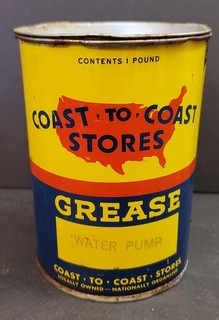 CONTENTS 1 POUND
COAST · TO · COAST
STORES
GREASE
WATER PUMP
COAST · TO · COAST · STORES
LOCALLY OWNED — NATIONALLY ORGANIZED